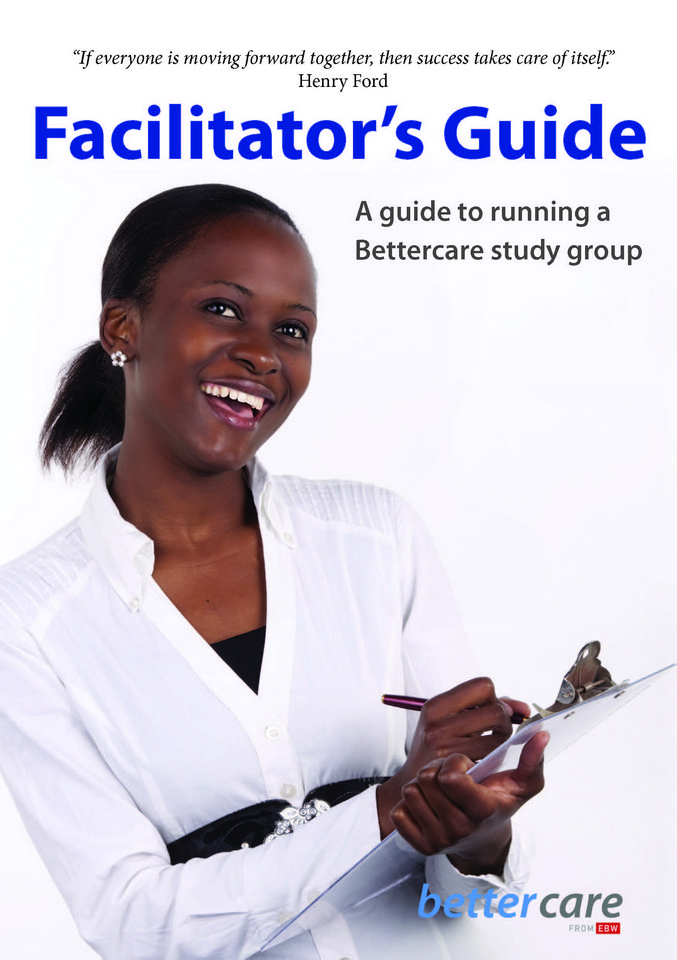 “If everyone is moving forward together, then success takes care of itself.”
Henry Ford
Facilitator’s Guide
A guide to running a
Bettercare study group
bettercare
FROM EBW